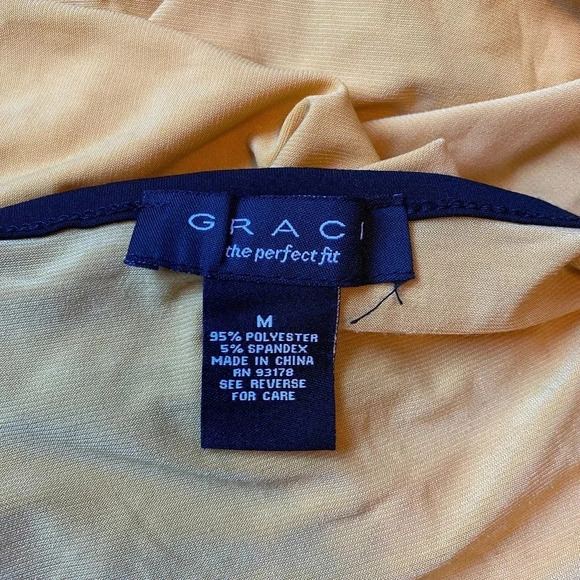 GRACI
the perfect fit
M
95% POLYESTER
5% SPANDEX
MADE IN CHINA
RN 93178
SEE REVERSE
FOR CARE